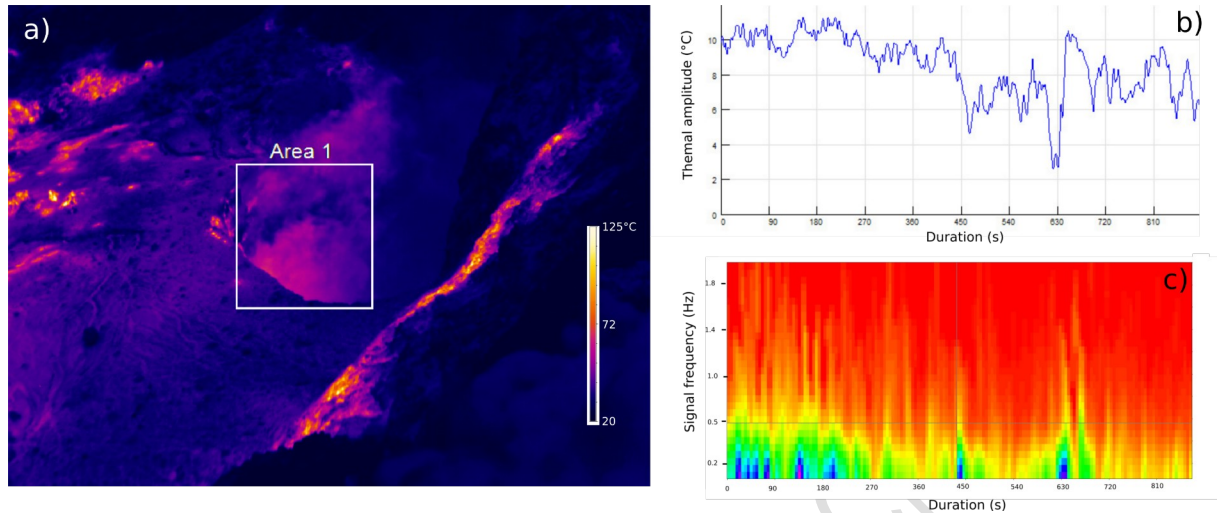 a)
Area 1
125°C
72
20
b)
Themal amplitude (°C)
10
8
6
4
2
0
0 90 180 270 360 450 540 630 720 810
Duration (s)
c)
Signal frequency (Hz)
1.8
1.4
1.0
0.5
0.2
0 90 180 270 360 450 540 630 720 810
Duration (s)